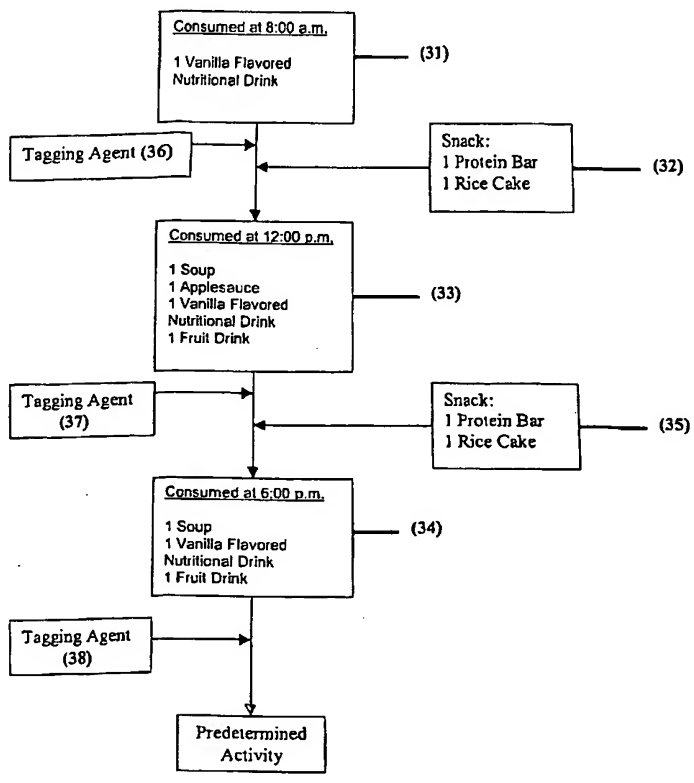 Consumed at 8:00 a.m.
1 Vanilla Flavored
Nutritional Drink
(31)
Tagging Agent (36)
Snack:
1 Protein Bar
1 Rice Cake
(32)
Consumed at 12:00 p.m.
1 Soup
1 Applesauce
1 Vanilla Flavored
Nutritional Drink
1 Fruit Drink
(33)
Tagging Agent
(37)
Snack:
1 Protein Bar
1 Rice Cake
(35)
Consumed at 6:00 p.m.
1 Soup
1 Vanilla Flavored
Nutritional Drink
1 Fruit Drink
(34)
Tagging Agent
(38)
Predetermined
Activity